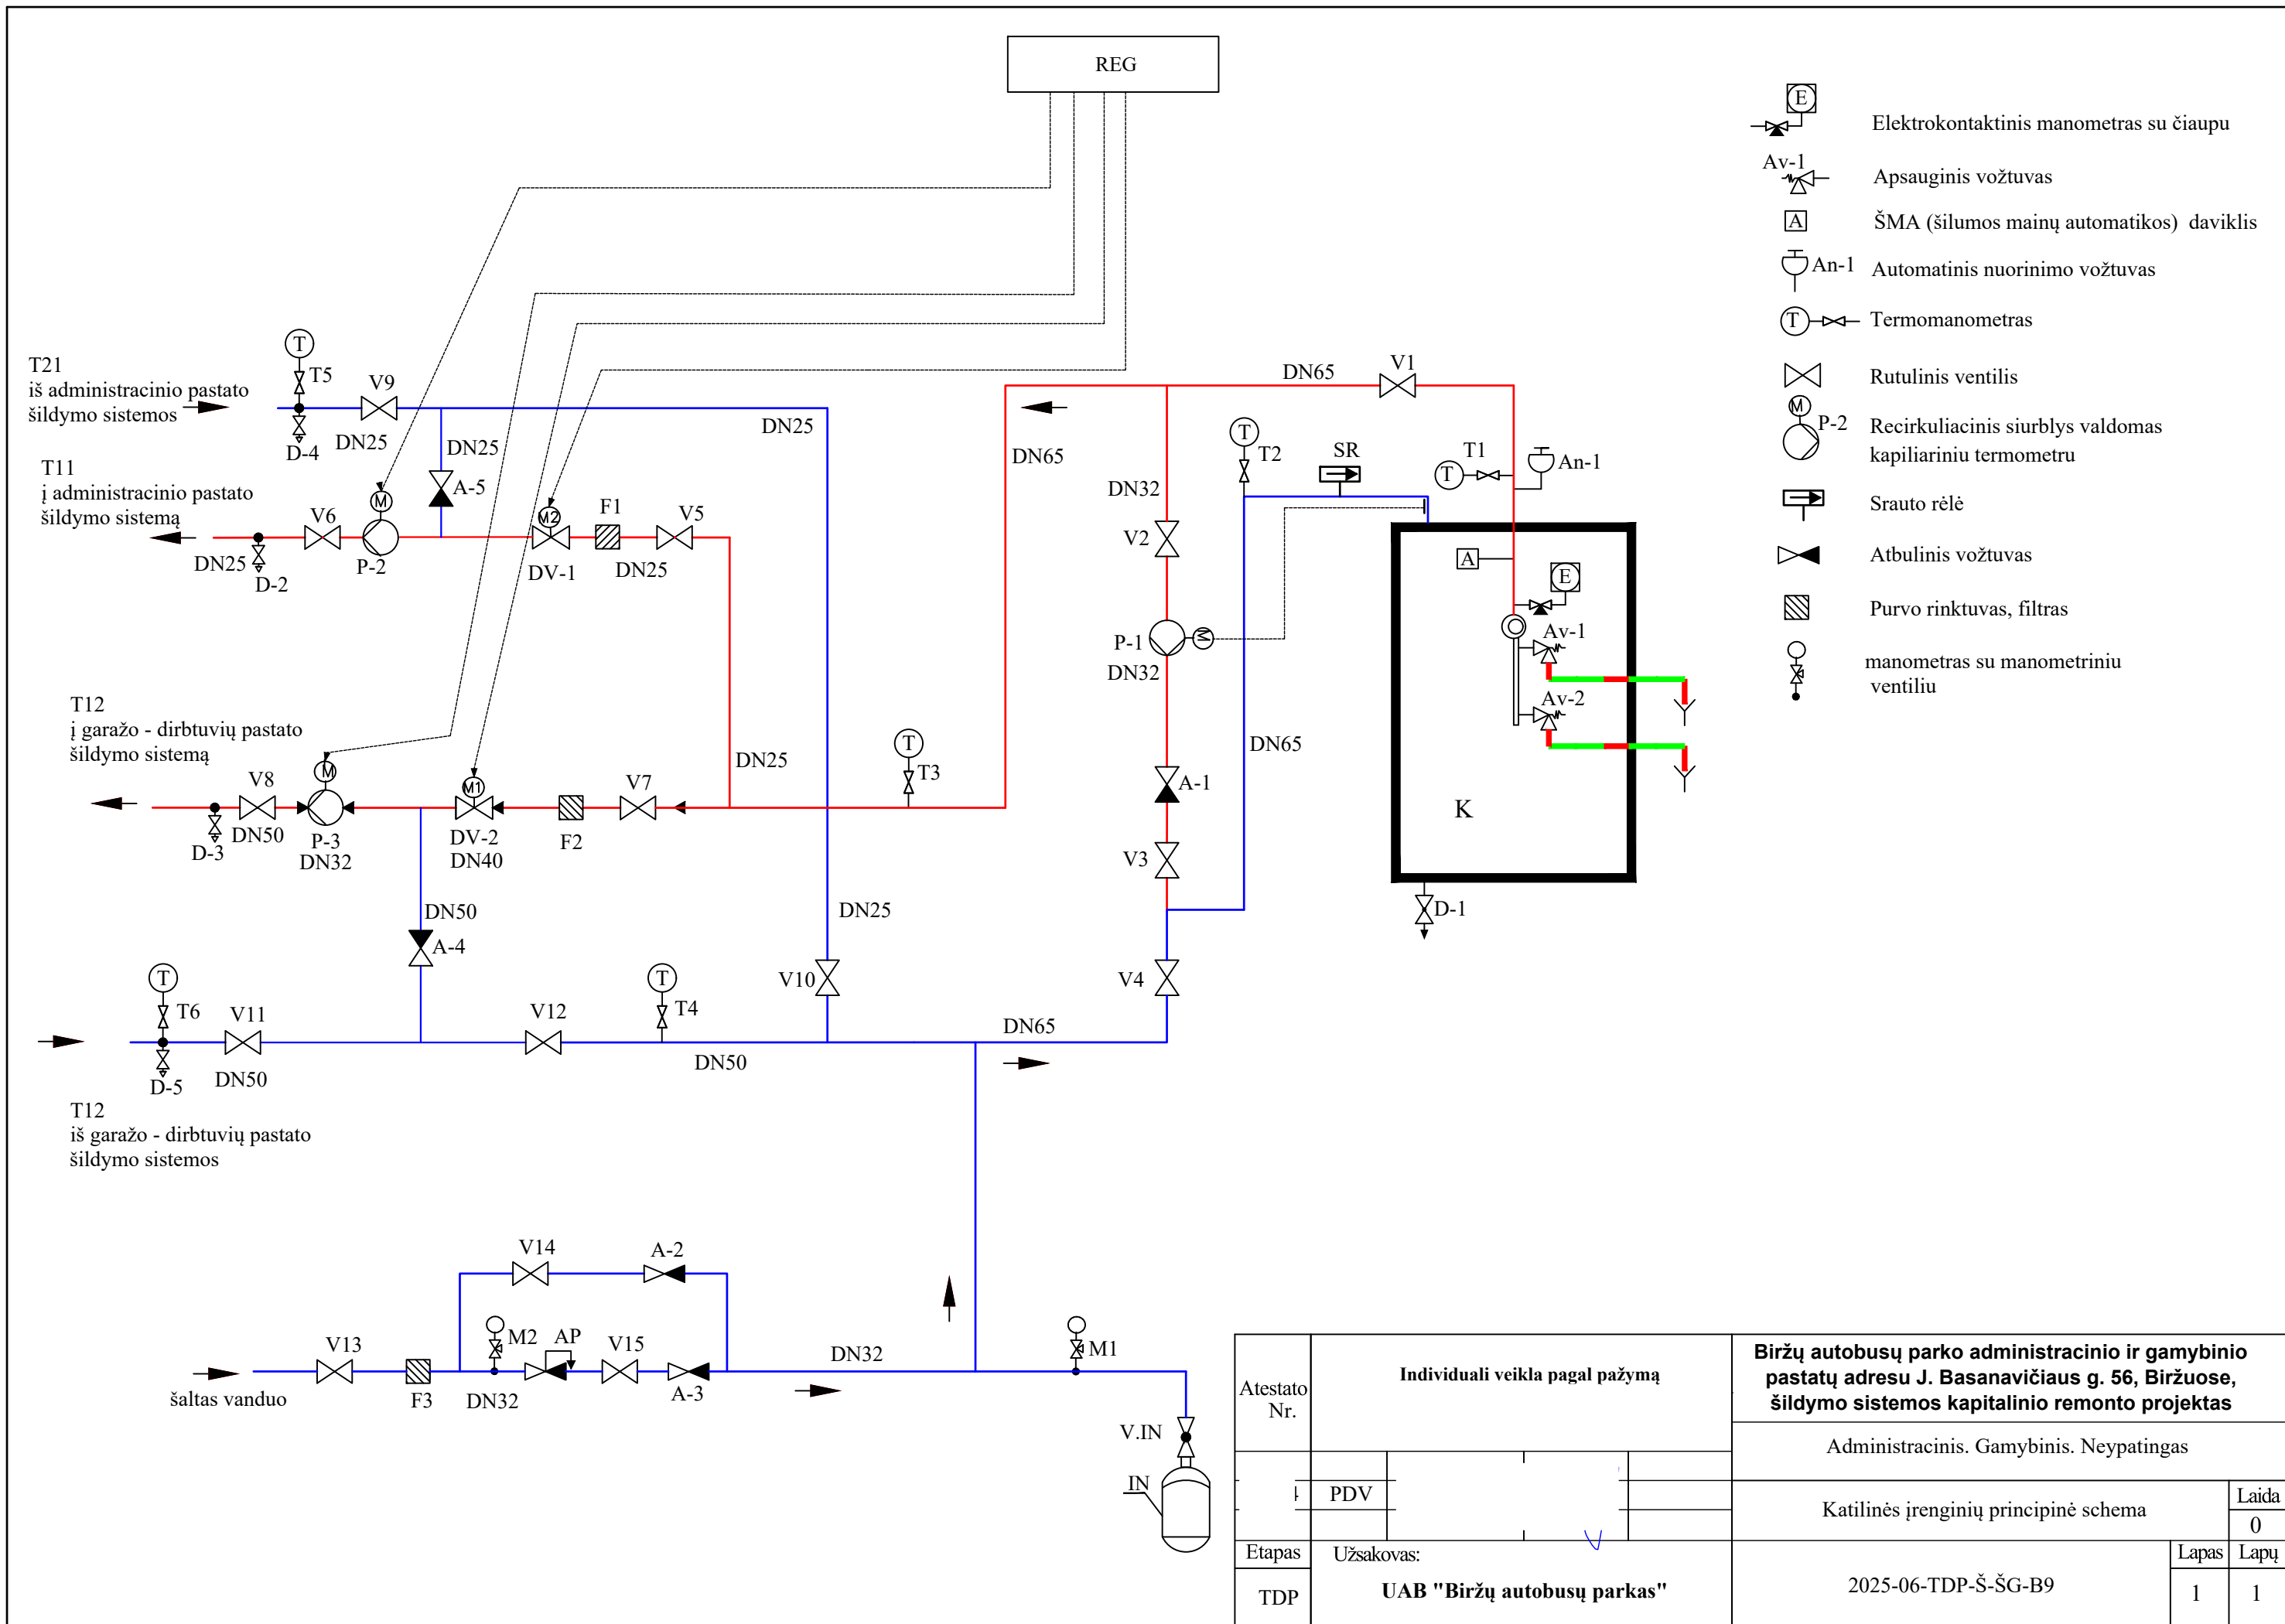 REG
E
Elektrokontaktinis manometras su čiaupu
Av-1
Apsauginis vožtuvas
A
ŠMA (šilumos mainų automatikos) daviklis
An-1
Automatinis nuorinimo vožtuvas
T
Termomanometras
Rutulinis ventilis
M
P-2
Recirkuliacinis siurblys valdomas
kapiliariniu termometru
Srauto rėlė
Atbulinis vožtuvas
Purvo rinktuvas, filtras
manometras su manometriniu
ventiliu
T21
iš administracinio pastato
šildymo sistemos
T
T5
V9
DN25
D-4
DN25
A-5
DN25
T11
į administracinio pastato
šildymo sistemą
DN25
D-2
V6
M
P-2
M2
DV-1
F1
DN25
V5
DN65
V1
DN65
DN32
V2
T
T2
SR
T
T1
An-1
A
E
Av-1
Av-2
K
D-1
P-1
M
DN32
A-1
V3
DN65
V4
T12
į garažo - dirbtuvių pastato
šildymo sistemą
D-3
V8
DN50
M
P-3
DN32
M1
DV-2
DN40
F2
V7
DN25
T
T3
DN50
A-4
DN25
V10
T
T6
D-5
V11
DN50
V12
T
T4
DN50
DN65
T12
iš garažo - dirbtuvių pastato
šildymo sistemos
V14
A-2
V13
F3
M2
DN32
AP
V15
A-3
DN32
M1
šaltas vanduo
V.IN
IN
Atestato
Nr.
Individuali veikla pagal pažymą
Biržų autobusų parko administracinio ir gamybinio
pastatų adresu J. Basanavičiaus g. 56, Biržuose,
šildymo sistemos kapitalinio remonto projektas
Administracinis. Gamybinis. Neypatingas
PDV
Katilinės įrenginių principinė schema
Laida
0
Etapas
TDP
Užsakovas:
UAB "Biržų autobusų parkas"
2025-06-TDP-Š-ŠG-B9
Lapas
Lapų
1
1